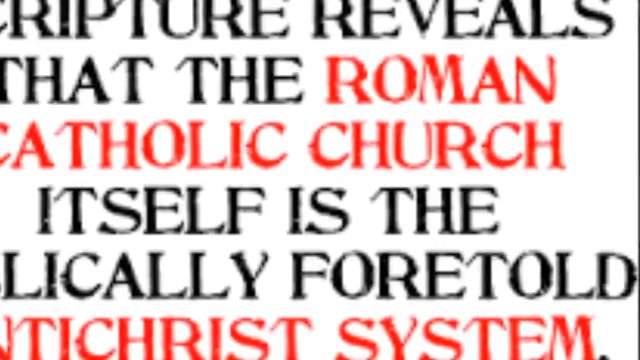 CRIPTURE REVEALS
THAT THE ROMAN
CATHOLIC CHURCH
ITSELF IS THE
LICALLY FORETOLD
NTICHRIST SYSTEM.